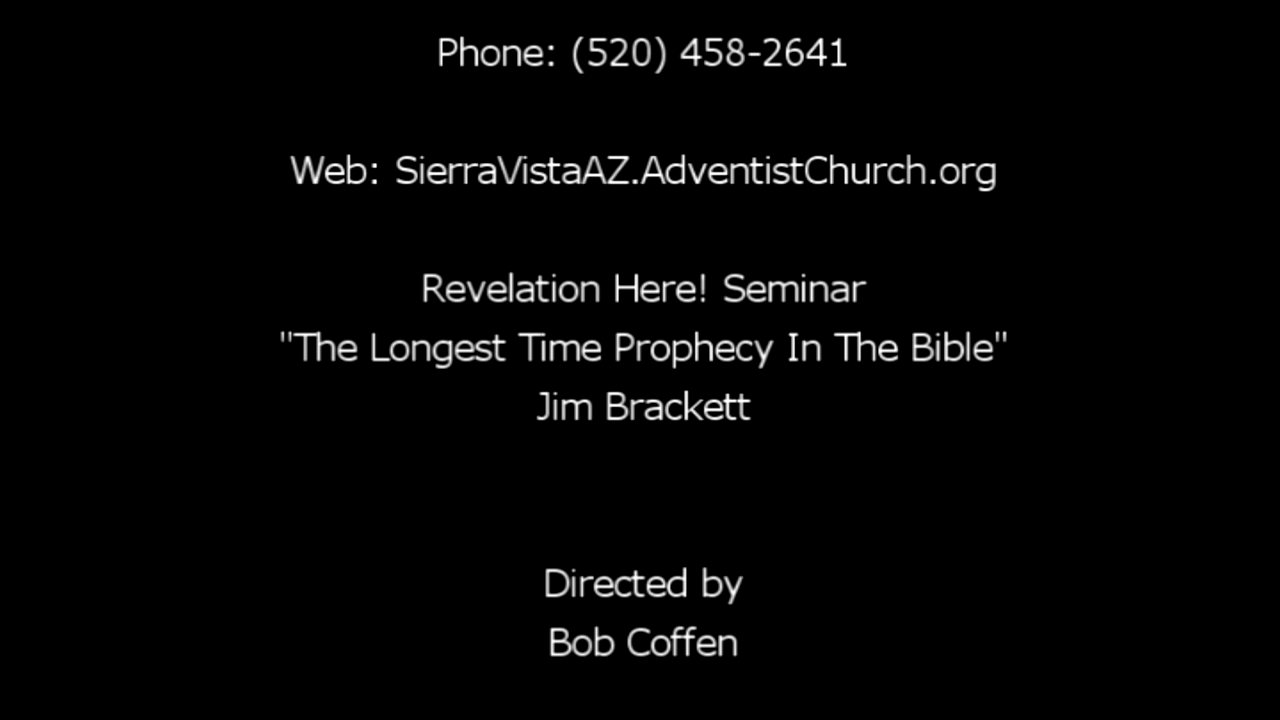 Phone: (520) 458-2641
Web: SierraVistaAZ.AdventistChurch.org
Revelation Here! Seminar
"The Longest Time Prophecy In The Bible"
Jim Brackett
Directed by
Bob Coffen